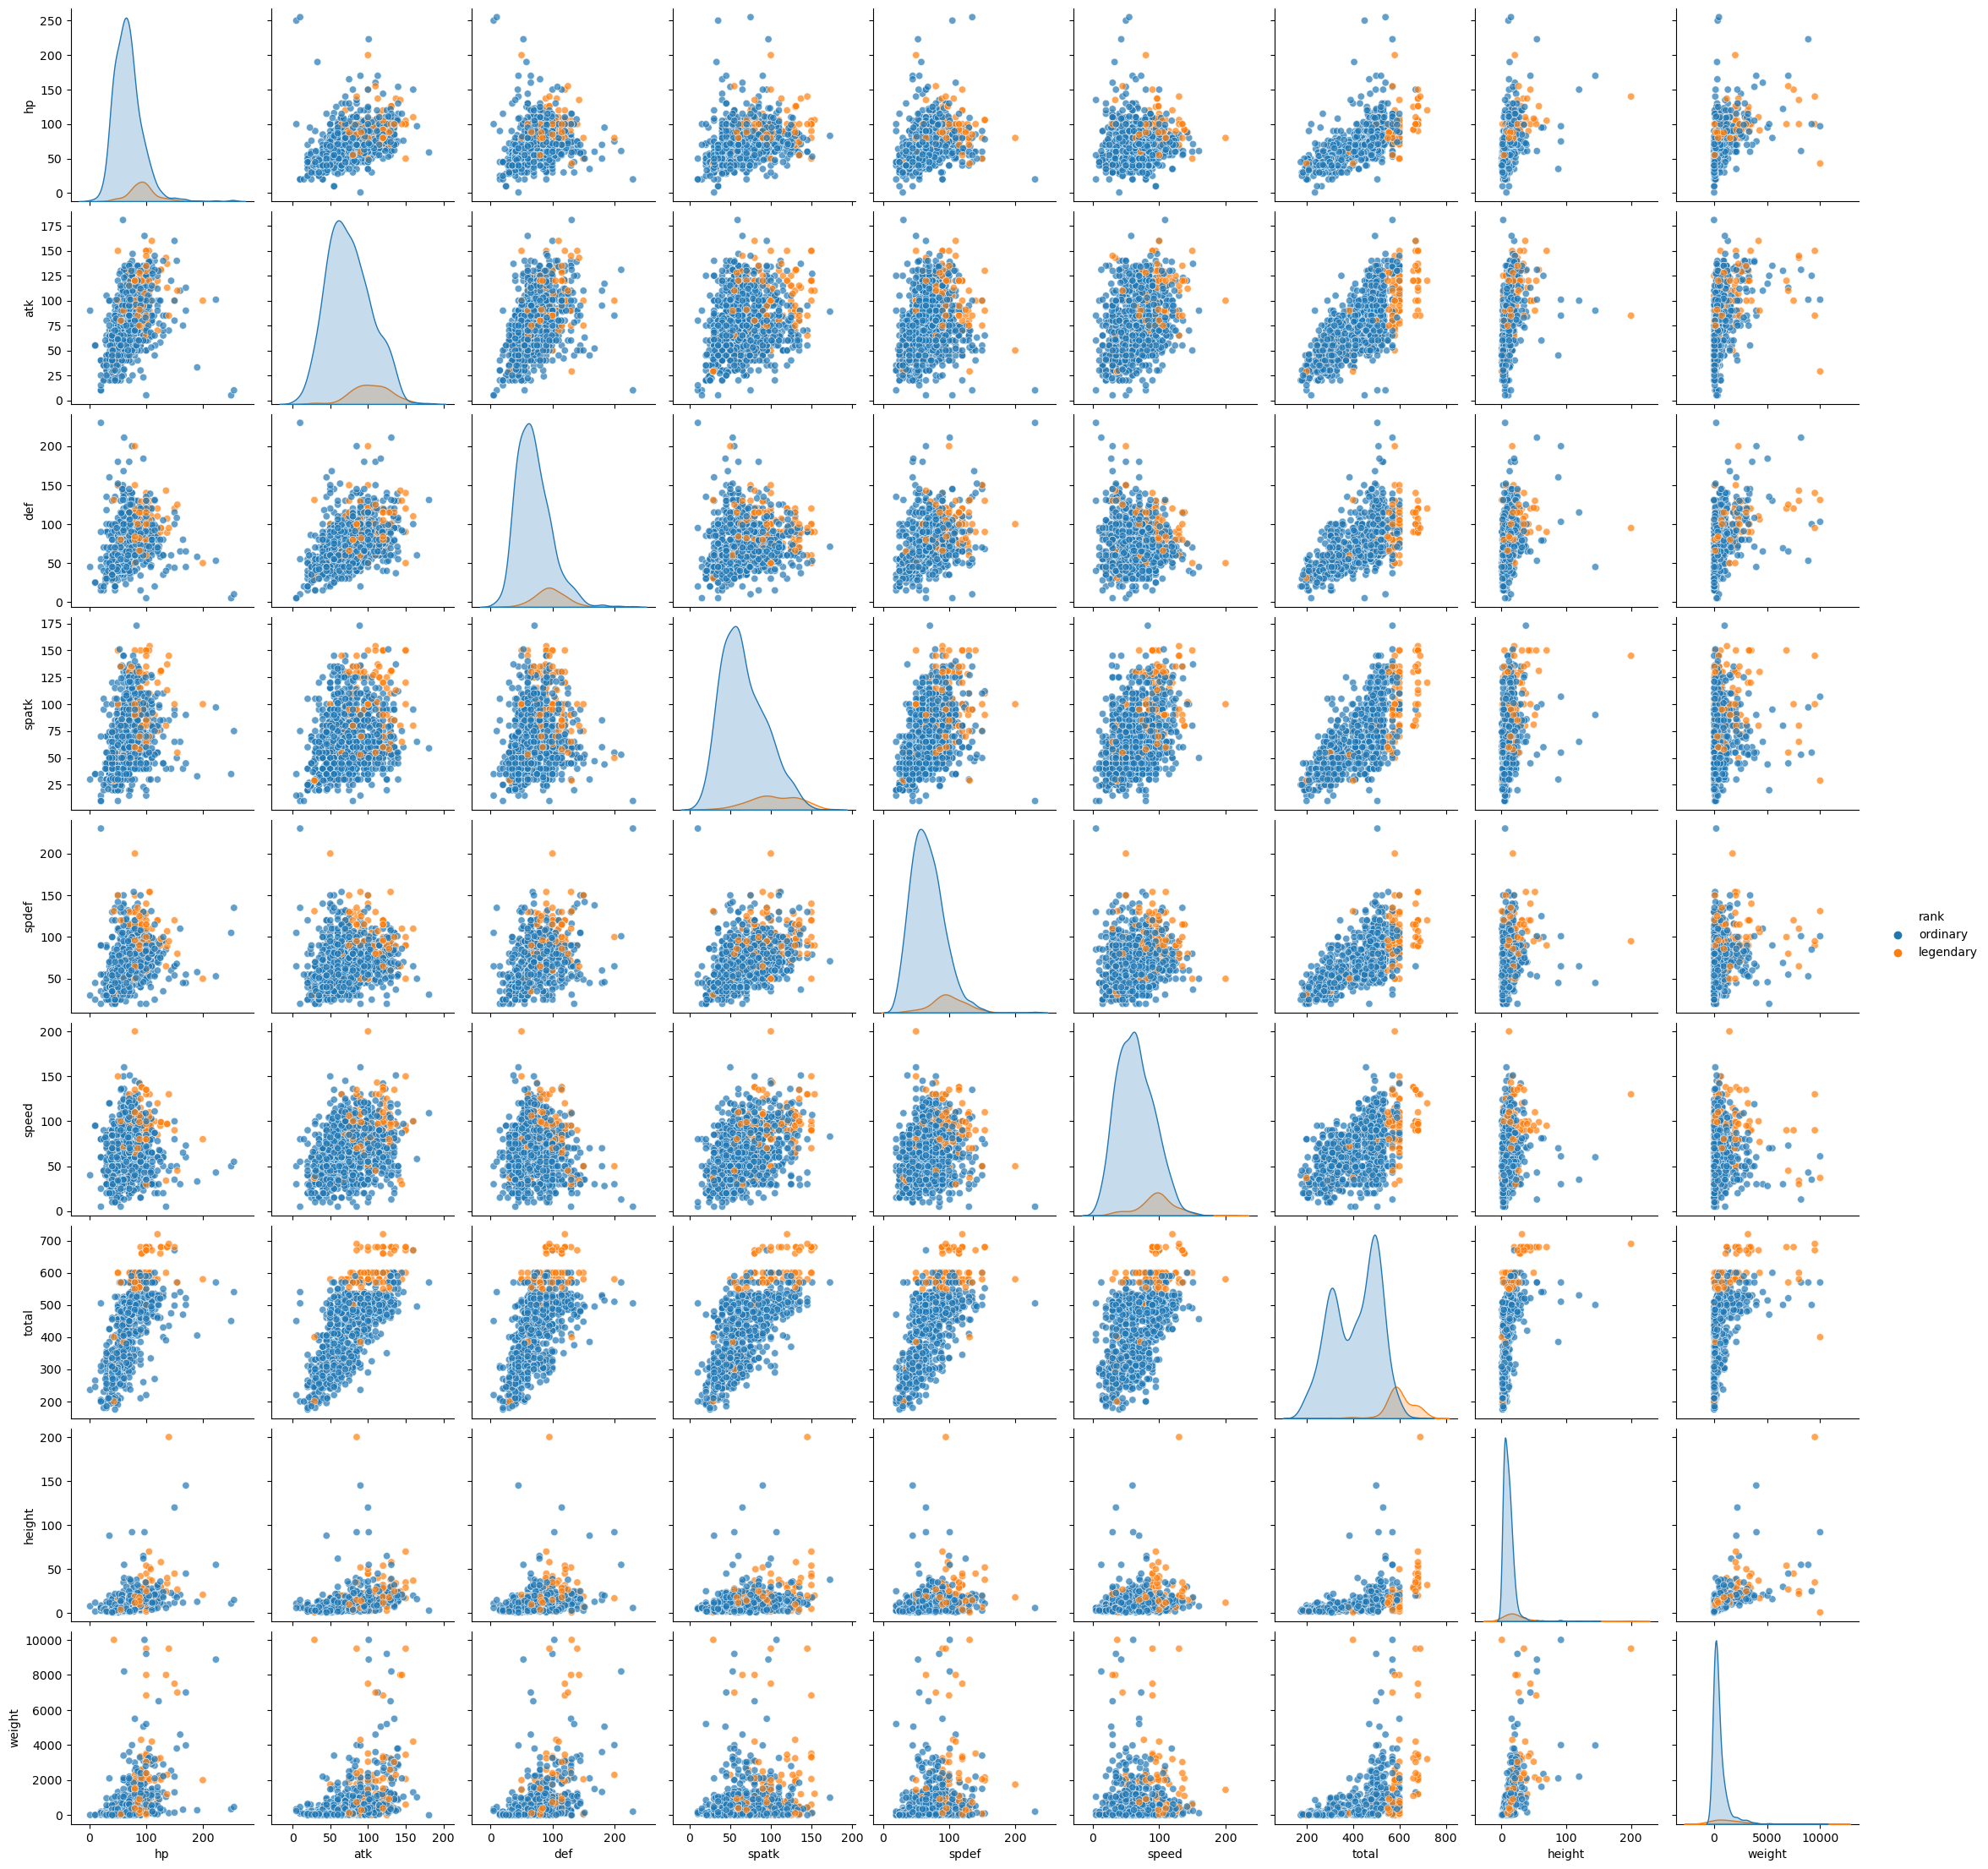 250
200
150
100
50
0
hp
175
150
125
100
75
50
25
0
atk
200
150
100
50
0
def
175
150
125
100
75
50
25
spatk
200
150
100
50
spdef
rank
ordinary
legendary
200
150
100
50
0
speed
700
600
500
400
300
200
total
200
150
100
50
0
height
10000
8000
6000
4000
2000
0
weight
0 100 200
0 50 100 150 200
0 100 200
0 50 100 150 200
0 100 200
0 100 200
200 400 600 800
0 100 200
0 5000 10000
hp atk def spatk spdef speed total height weight